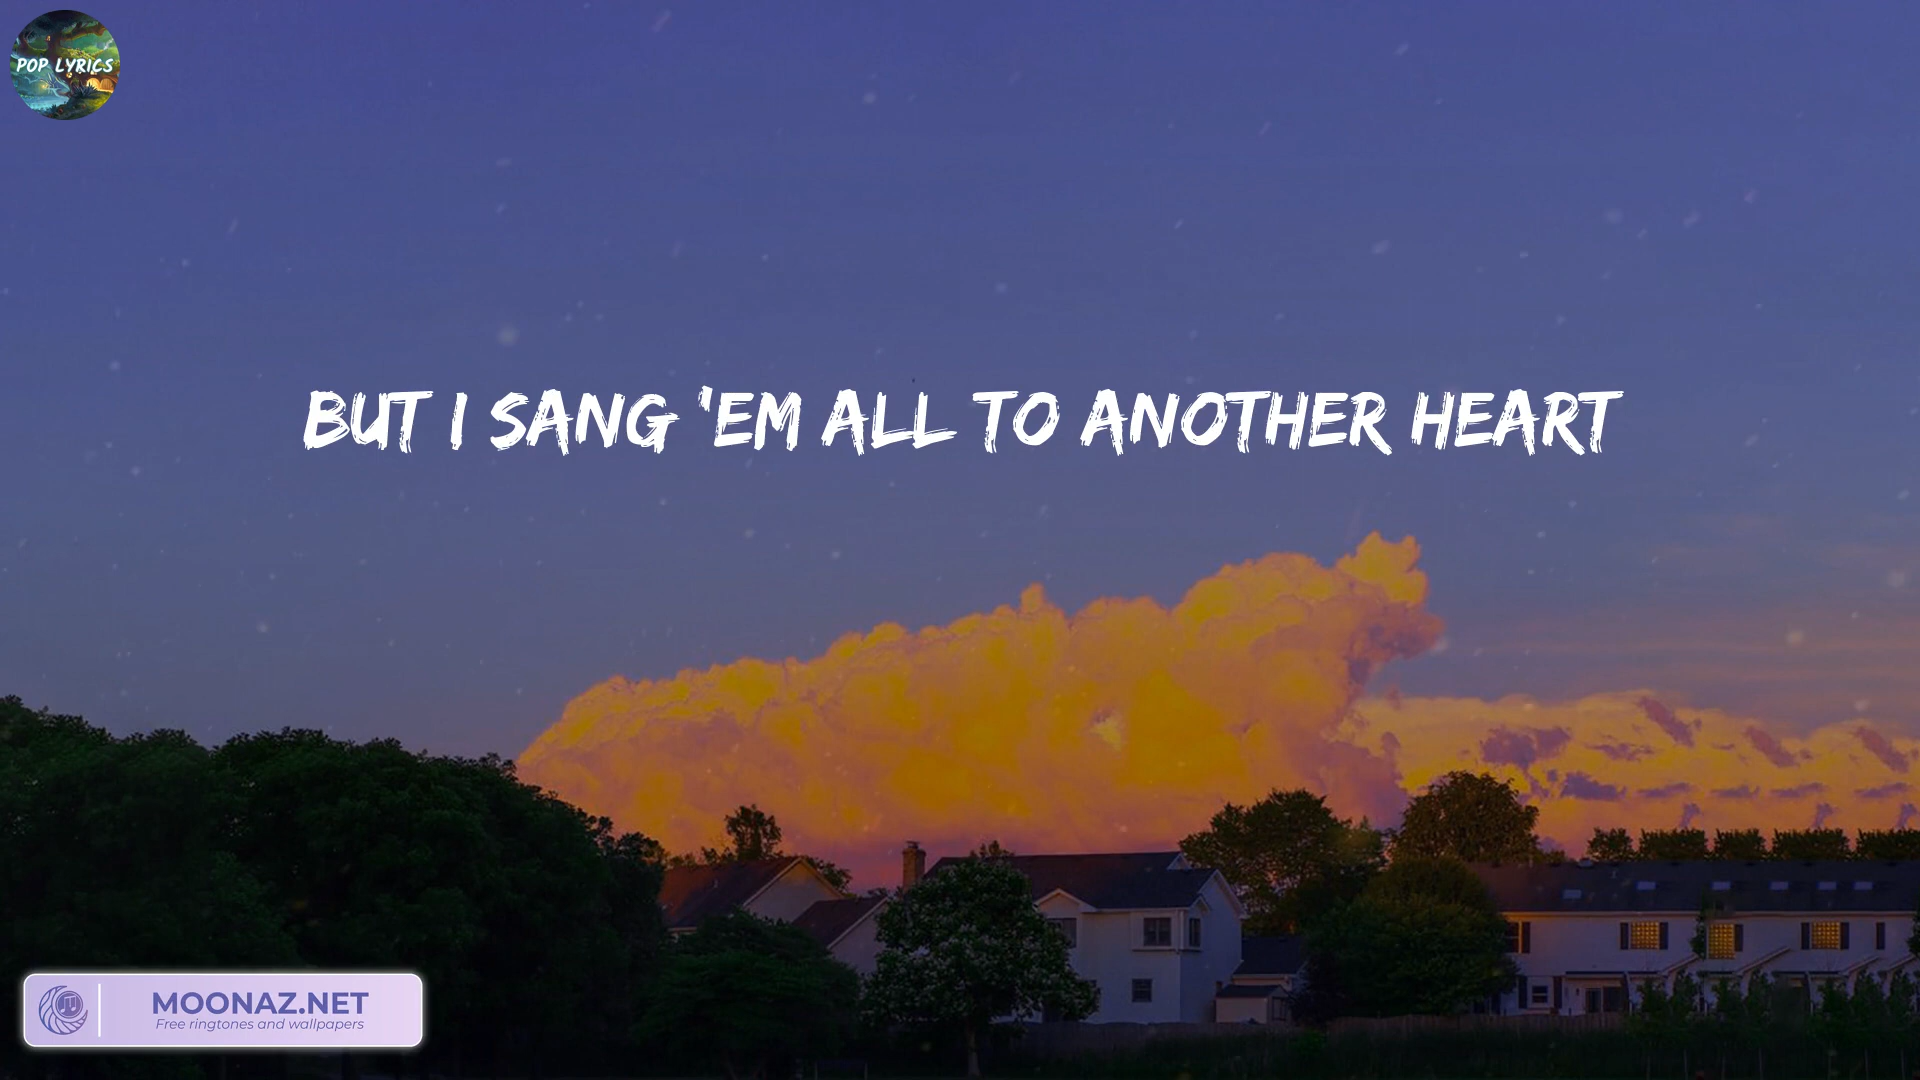 POP LYRICS
BUT I SANG 'EM ALL TO ANOTHER HEART
MOONAZ.NET
Free ringtones and wallpapers